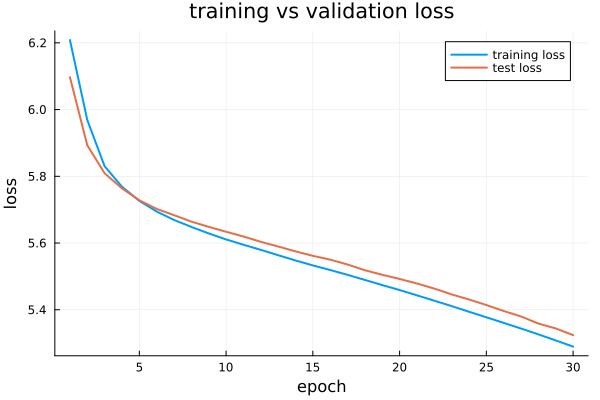 training vs validation loss
training loss
test loss
6.2
6.0
5.8
5.6
5.4
loss
5 10 15 20 25 30
epoch